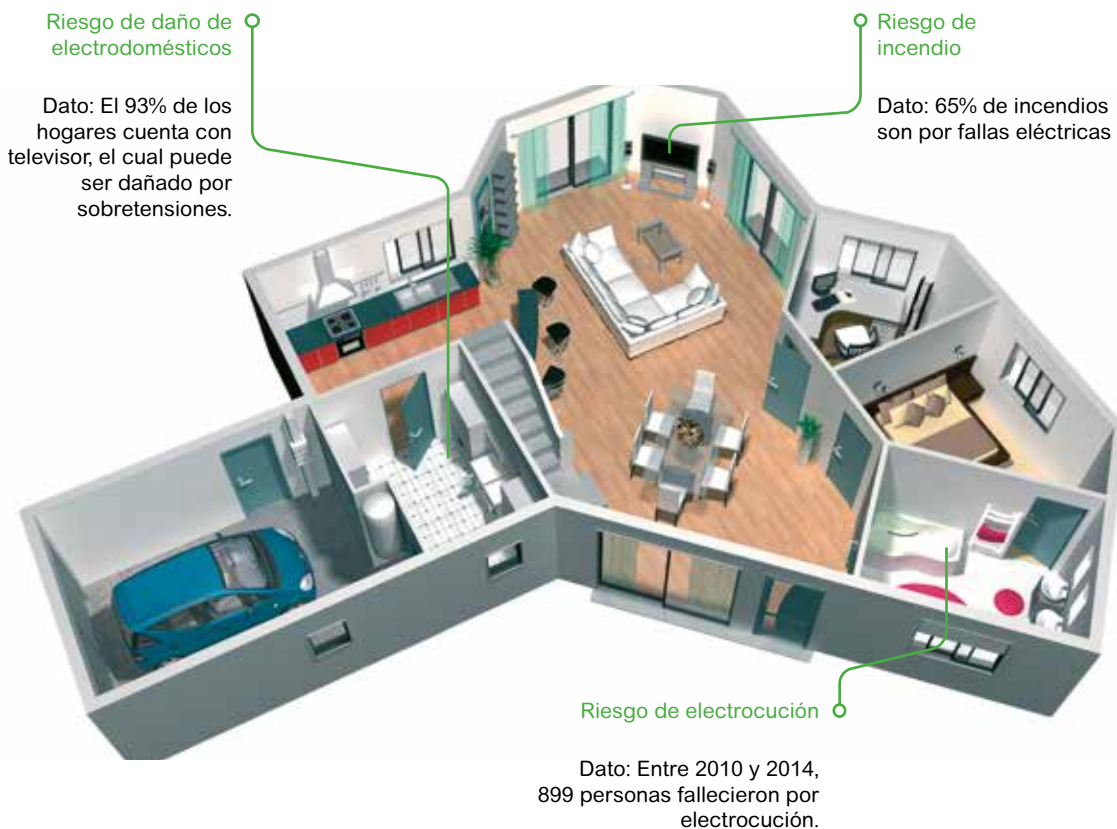 Riesgo de daño de
electrodomésticos
Dato: El 93% de los
hogares cuenta con
televisor, el cual puede
ser dañado por
sobretensiones.
Riesgo de
incendio
Dato: 65% de incendios
son por fallas eléctricas
Riesgo de electrocución
Dato: Entre 2010 y 2014,
899 personas fallecieron por
electrocución.